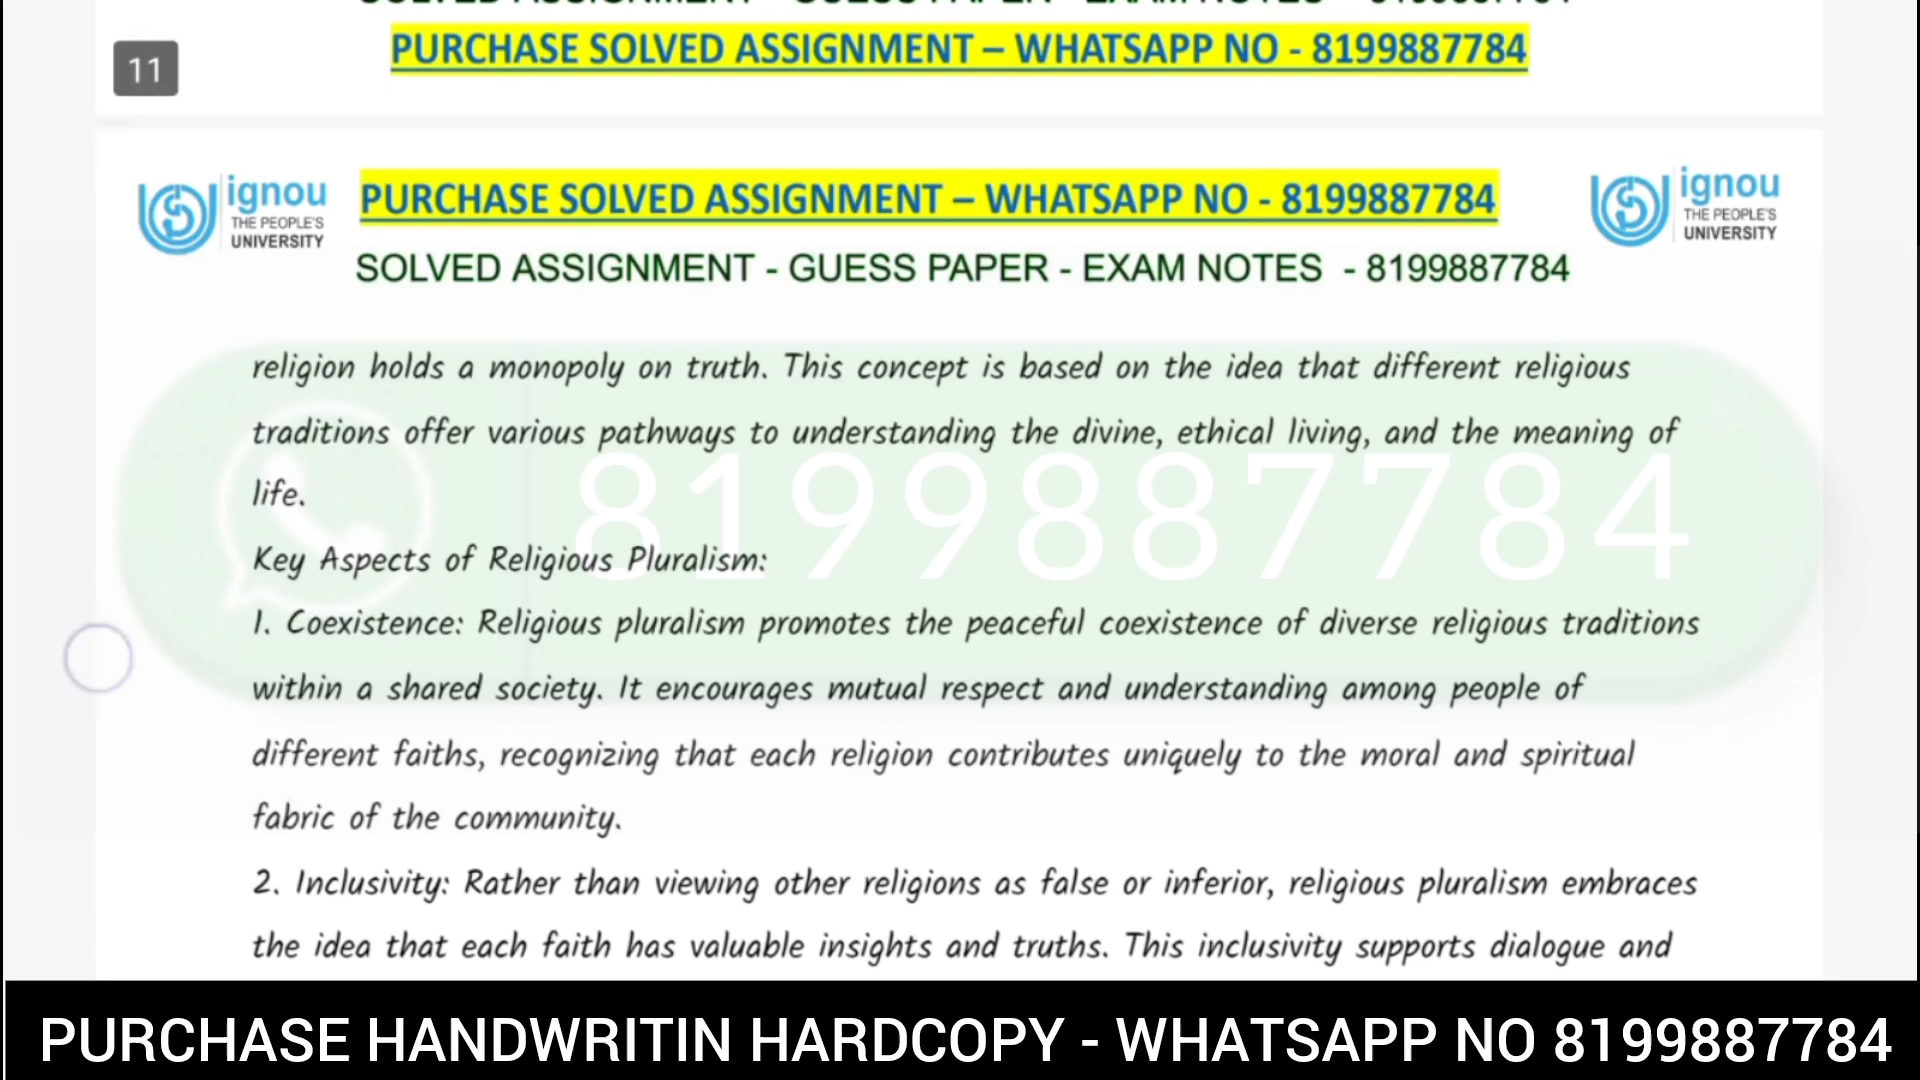 SOLVED ASSIGNMENT - GUESS PAPER - EXAM NOTES - 8199887784
PURCHASE SOLVED ASSIGNMENT – WHATSAPP NO - 8199887784
11
ignou
THE PEOPLE'S
UNIVERSITY
PURCHASE SOLVED ASSIGNMENT – WHATSAPP NO - 8199887784
ignou
THE PEOPLE'S
UNIVERSITY
SOLVED ASSIGNMENT - GUESS PAPER - EXAM NOTES - 8199887784
religion holds a monopoly on truth. This concept is based on the idea that different religious
traditions offer various pathways to understanding the divine, ethical living, and the meaning of
life.
8199887784
Key Aspects of Religious Pluralism:
1. Coexistence: Religious pluralism promotes the peaceful coexistence of diverse religious traditions
within a shared society. It encourages mutual respect and understanding among people of
different faiths, recognizing that each religion contributes uniquely to the moral and spiritual
fabric of the community.
2. Inclusivity: Rather than viewing other religions as false or inferior, religious pluralism embraces
the idea that each faith has valuable insights and truths. This inclusivity supports dialogue and
PURCHASE HANDWRITIN HARDCOPY - WHATSAPP NO 8199887784